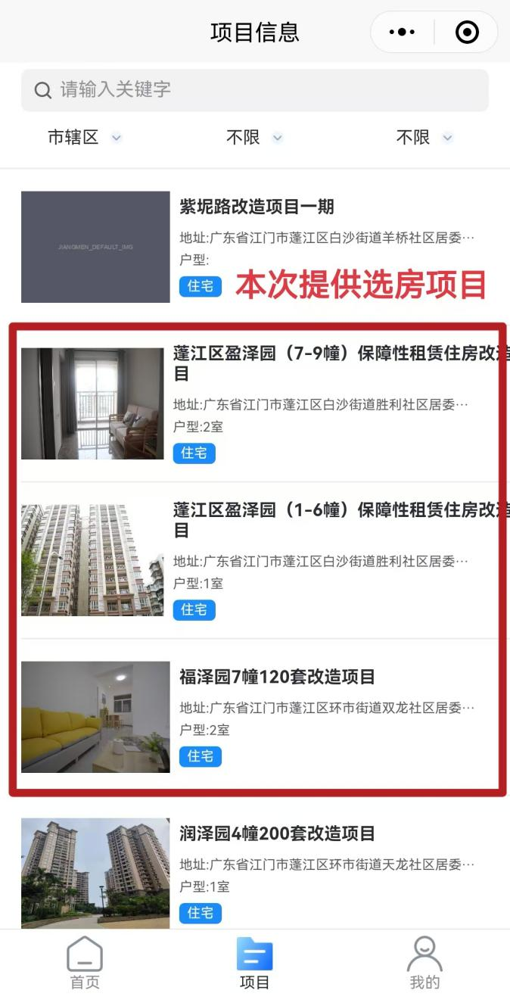 项目信息
请输入关键字
市辖区 不限 不限
紫坭路改造项目一期
JIANGMEN_DEFAULT_IMG
地址:广东省江门市蓬江区白沙街道羊桥社区居委···
户型:
住宅
本次提供选房项目
蓬江区盈泽园（7-9幢）保障性租赁住房改造
目
地址:广东省江门市蓬江区白沙街道胜利社区居委···
户型:2室
住宅
蓬江区盈泽园（1-6幢）保障性租赁住房改造
目
地址:广东省江门市蓬江区白沙街道胜利社区居委···
户型:1室
住宅
福泽园7幢120套改造项目
地址:广东省江门市蓬江区环市街道双龙社区居委···
户型:2室
住宅
润泽园4幢200套改造项目
地址:广东省江门市蓬江区环市街道天龙社区居委···
户型:1室
住宅
首页 项目 我的